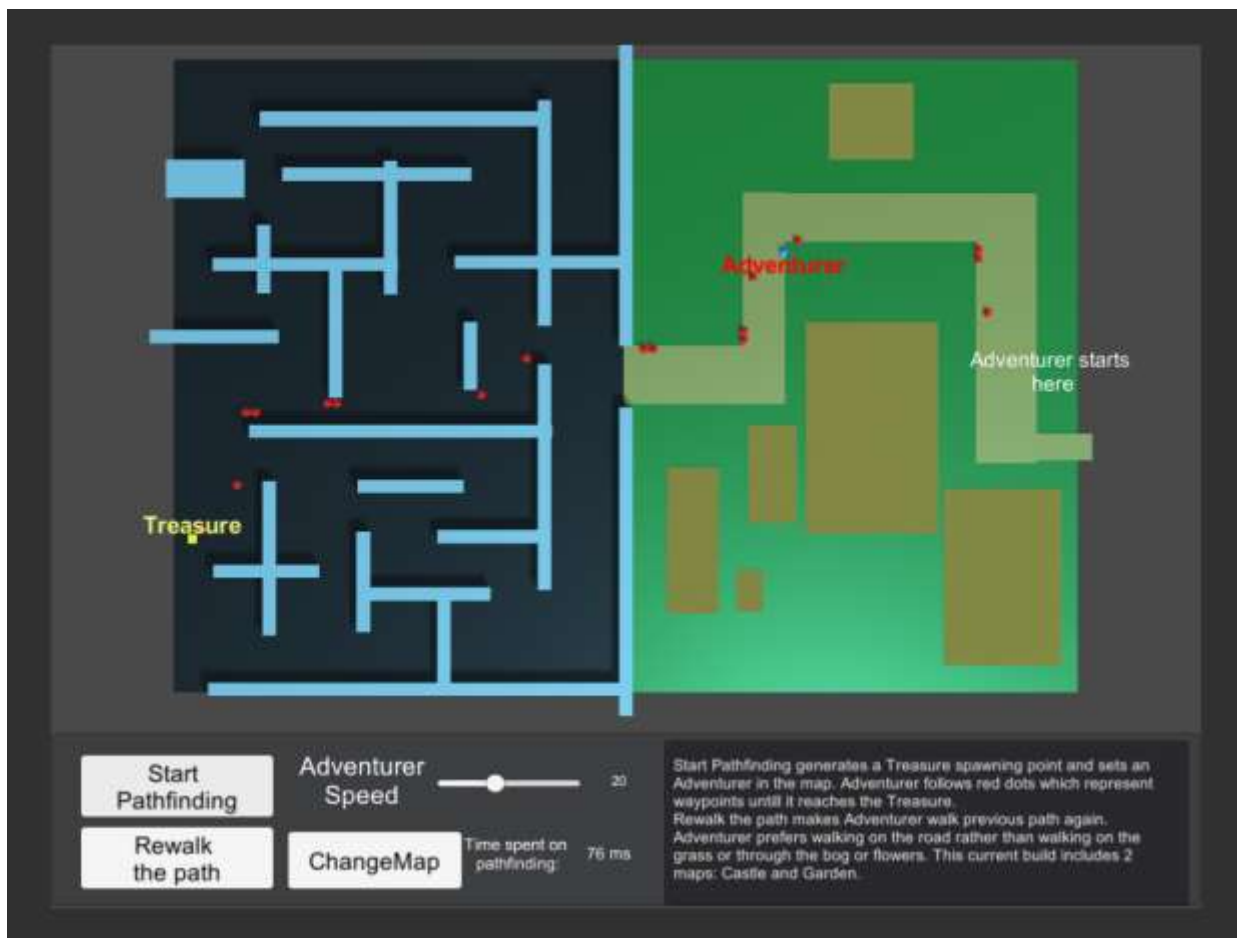 Adventurer
Adventurer starts
here
Treasure
Start
Pathfinding
Adventurer
Speed
20
Rewalk
the path
ChangeMap
Time spent on
pathfinding:
76 ms
Start Pathfinding generates a Treasure spawning point and sets an
Adventurer in the map. Adventurer follows red dots which represent
waypoints untill it reaches the Treasure.
Rewalk the path makes Adventurer walk previous path again.
Adventurer prefers walking on the road rather than walking on the
grass or through the bog or flowers. This current build includes 2
maps: Castle and Garden.